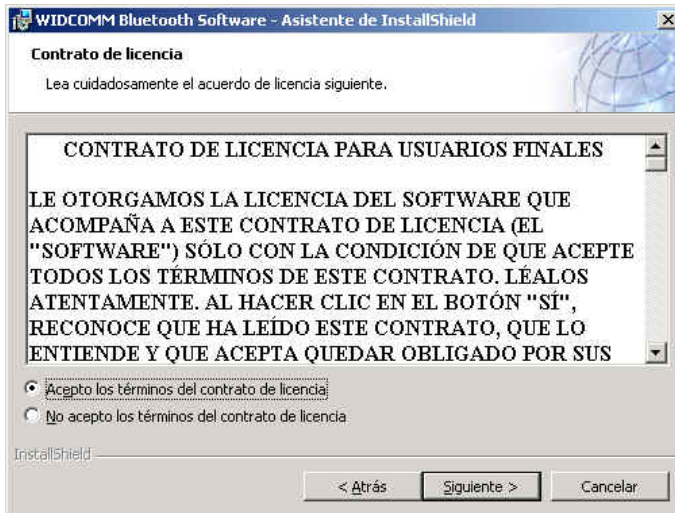 WIDCOMM Bluetooth Software - Asistente de InstallShield
Contrato de licencia
Lea cuidadosamente el acuerdo de licencia siguiente.
CONTRATO DE LICENCIA PARA USUARIOS FINALES
LE OTORGAMOS LA LICENCIA DEL SOFTWARE QUE
ACOMPAÑA A ESTE CONTRATO DE LICENCIA (EL
"SOFTWARE") SÓLO CON LA CONDICIÓN DE QUE ACEPTE
TODOS LOS TÉRMINOS DE ESTE CONTRATO. LÉALOS
ATENTAMENTE. AL HACER CLIC EN EL BOTÓN "SÍ",
RECONOCE QUE HA LEÍDO ESTE CONTRATO, QUE LO
ENTIENDE Y QUE ACEPTA QUEDAR OBLIGADO POR SUS
Acepto los términos del contrato de licencia
No acepto los términos del contrato de licencia
InstallShield
< Atrás
Siguiente >
Cancelar